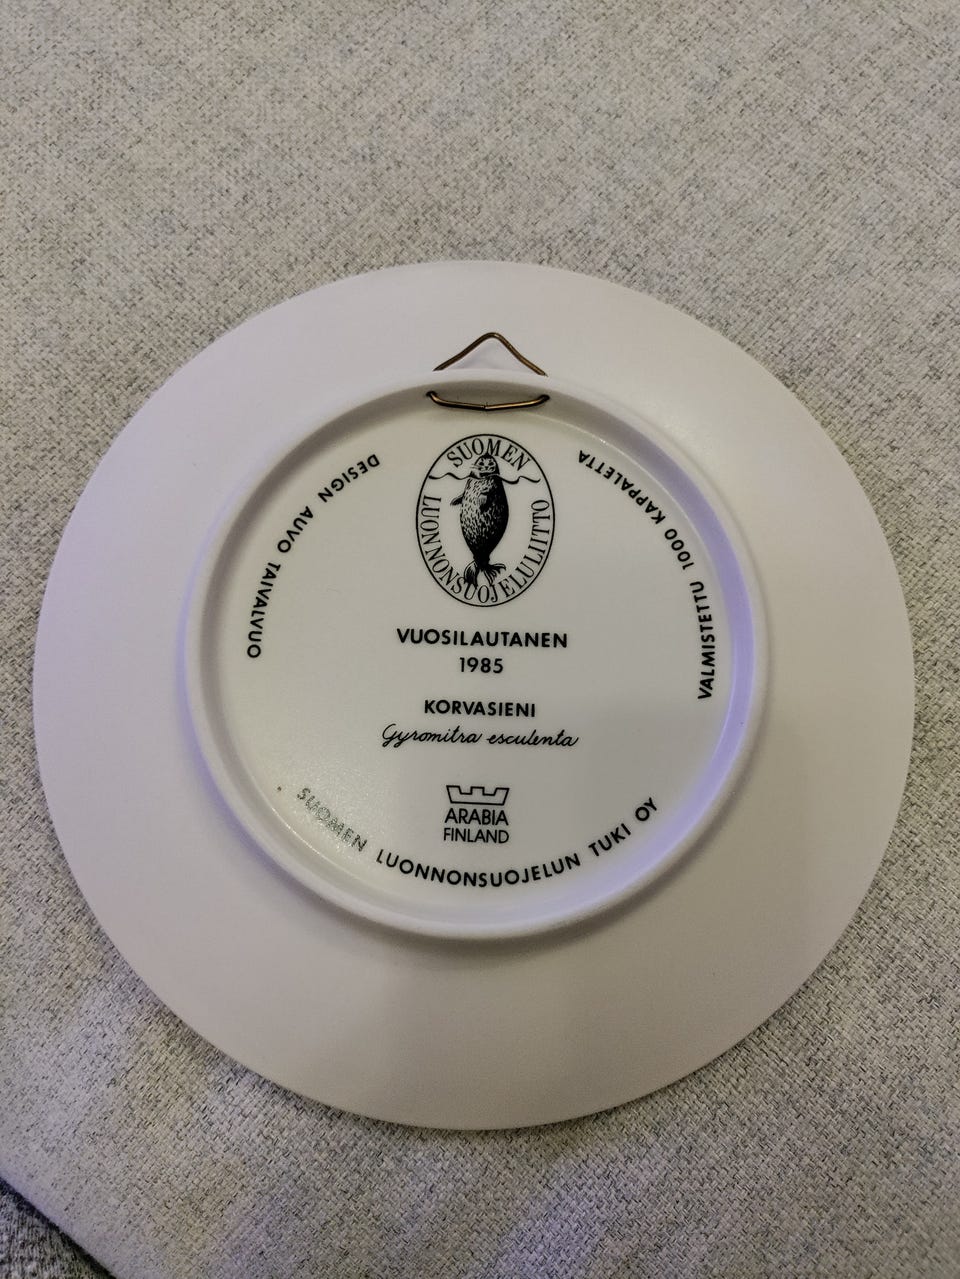 SUOMEN
LUONNONSUOJELULIITTO
DESIGN AUVO TAIVALVUO
VALMISTETTU 1000 KAPPALETTA
VUOSILAUTANEN
1985
KORVASIENI
Gyromitra esculenta
ARABIA
FINLAND
SUOMEN LUONNONSUOJELUN TUKI OY